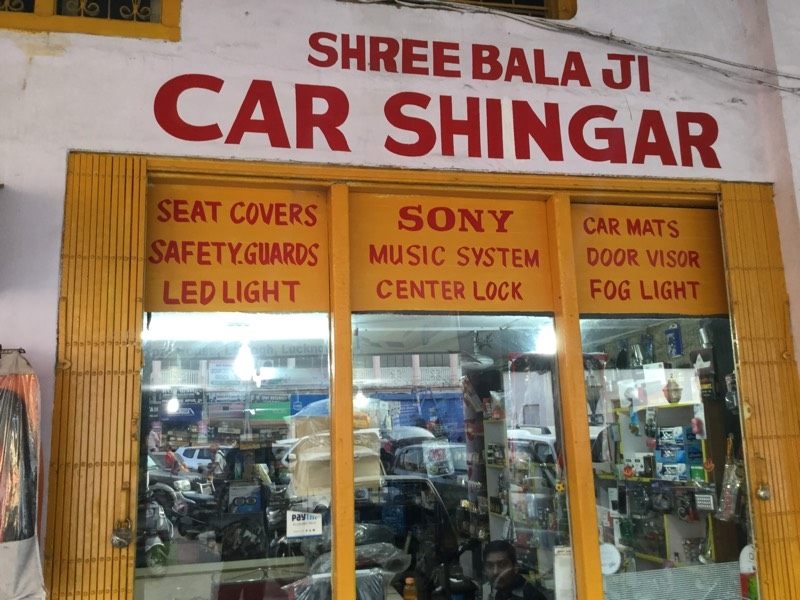 SHREE BALA JI
CAR SHINGAR
SEAT COVERS
SAFETY.GUARDS
LED LIGHT
SONY
MUSIC SYSTEM
CENTER LOCK
CAR MATS
DOOR VISOR
FOG LIGHT
Paytm